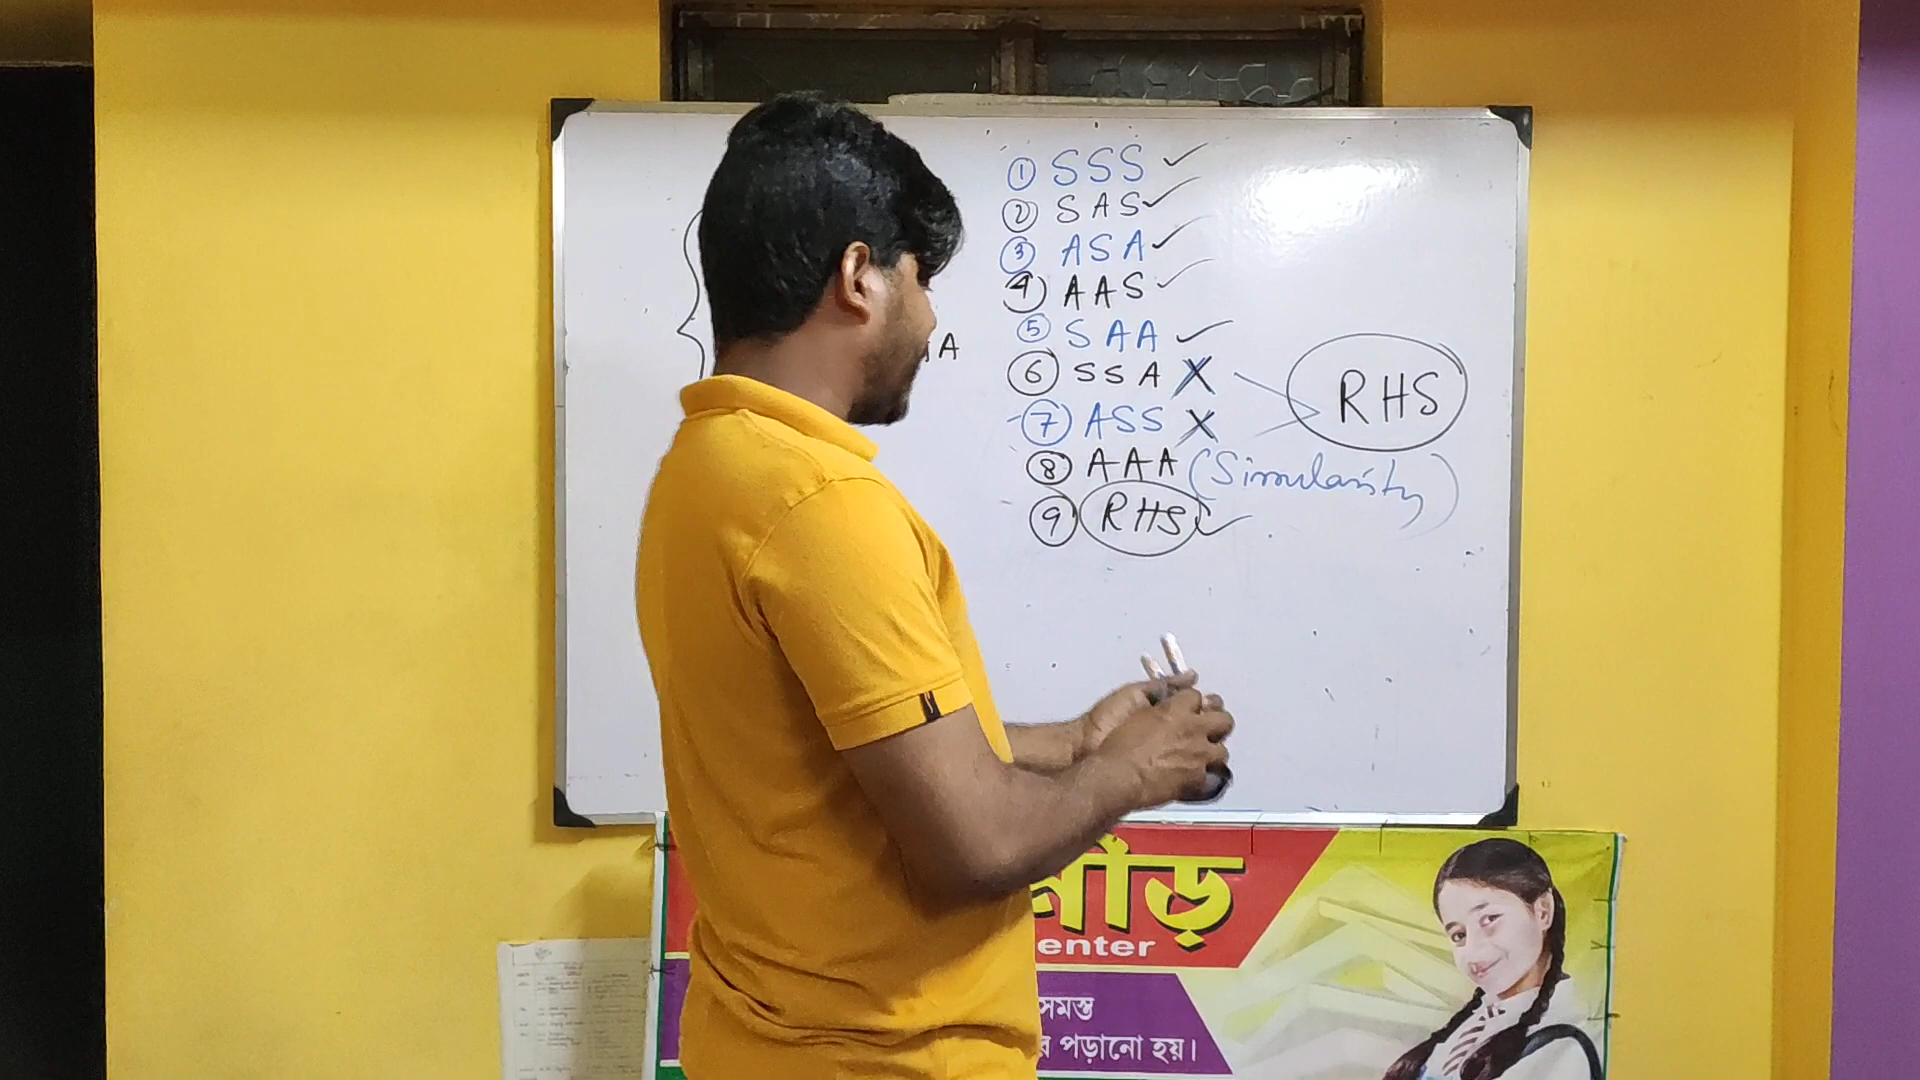 ① SSS ✓
② SAS ✓
③ ASA ✓
④ AAS ✓
⑤ SAA ✓
A
⑥ SSA X
RHS
⑦ ASS X
⑧ AAA (Simularity)
⑨ RHS ✓
নীড়
enter
সমস্ত
র পড়ানো হয়।